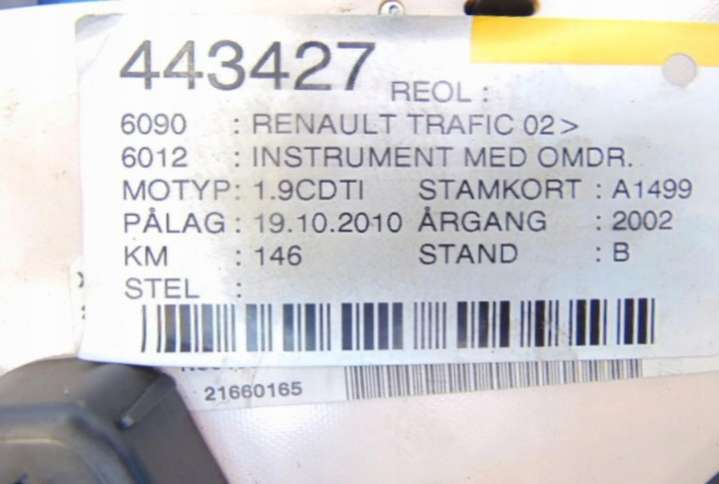 443427 REOL :
6090 : RENAULT TRAFIC 02>
6012 : INSTRUMENT MED OMDR.
MOTYP : 1.9CDTI STAMKORT : A1499
PÅLAG : 19.10.2010 ÅRGANG : 2002
KM : 146 STAND : B
STEL :
21660165